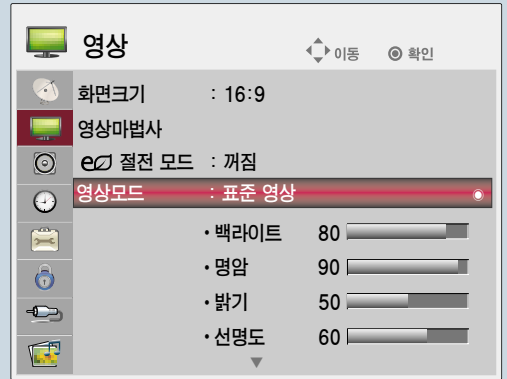 영상
이동 확인
화면크기 : 16:9
영상마법사
eco 절전 모드 : 꺼짐
영상모드 : 표준 영상
• 백라이트 80
• 명암 90
• 밝기 50
• 선명도 60